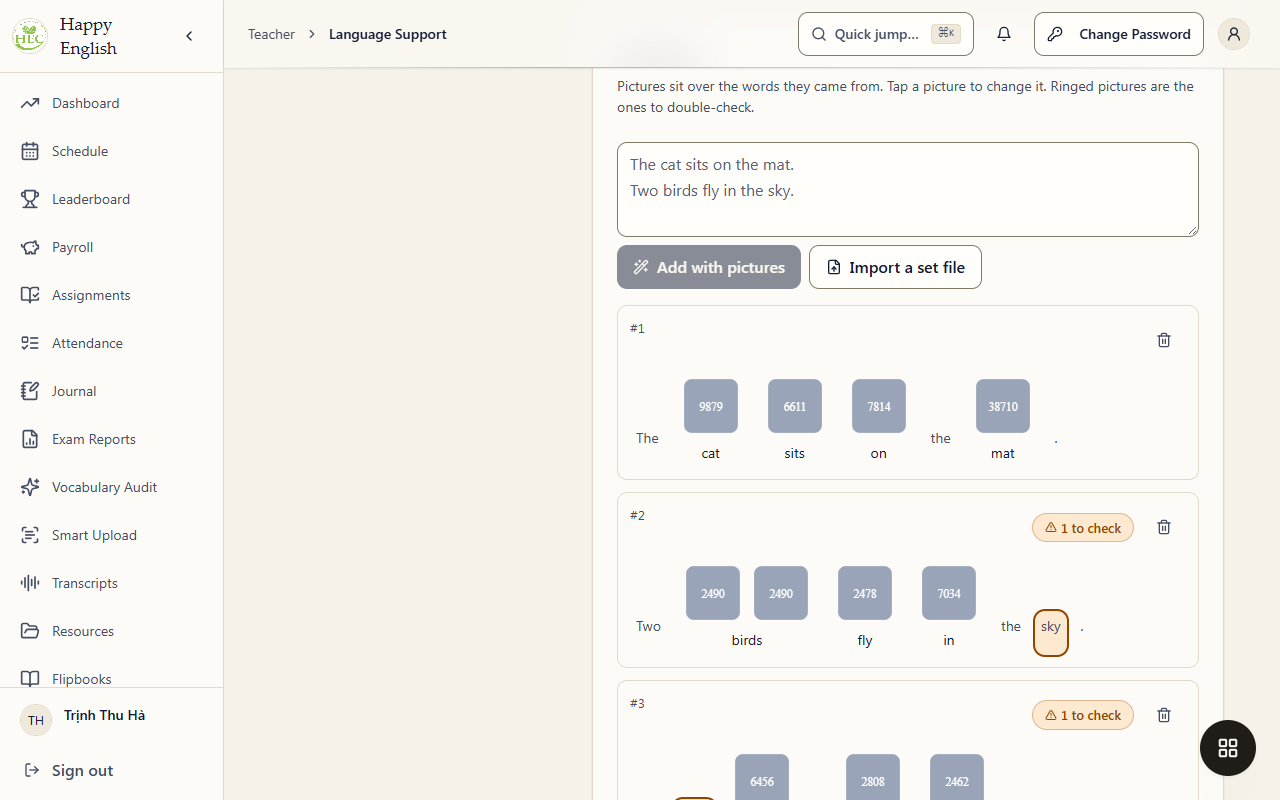 HEC
Happy English
Teacher > Language Support
Quick jump... ⌘K
Change Password
Dashboard
Schedule
Leaderboard
Payroll
Assignments
Attendance
Journal
Exam Reports
Vocabulary Audit
Smart Upload
Transcripts
Resources
Flipbooks
TH
Trịnh Thu Hà
Sign out
Pictures sit over the words they came from. Tap a picture to change it. Ringed pictures are the
ones to double-check.
The cat sits on the mat.
Two birds fly in the sky.
Add with pictures
Import a set file
#1
9879 6611 7814 38710
The cat sits on the mat .
#2
1 to check
2490 2490 2478 7034
Two birds fly in the sky .
#3
1 to check
6456 2808 2462